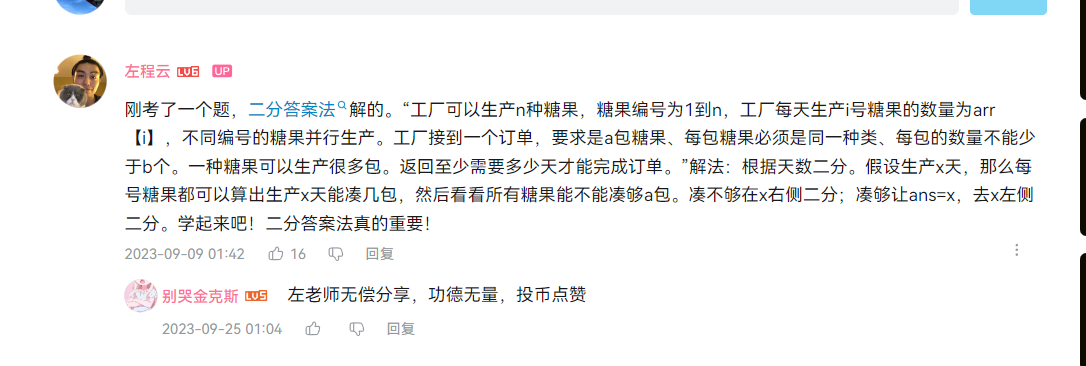 左程云 LV6 UP
刚考了一个题，二分答案法解的。“工厂可以生产n种糖果，糖果编号为1到n，工厂每天生产i号糖果的数量为arr
【i】，不同编号的糖果并行生产。工厂接到一个订单，要求是a包糖果、每包糖果必须是同一种类、每包的数量不能少
于b个。一种糖果可以生产很多包。返回至少需要多少天才能完成订单。”解法：根据天数二分。假设生产x天，那么每
号糖果都可以算出生产x天能凑几包，然后看看所有糖果能不能凑够a包。凑不够在x右侧二分；凑够让ans=x，去x左侧
二分。学起来吧！二分答案法真的重要！
2023-09-09 01:42 16 回复
别哭金克斯 LV5 左老师无偿分享，功德无量，投币点赞
2023-09-25 01:04 回复